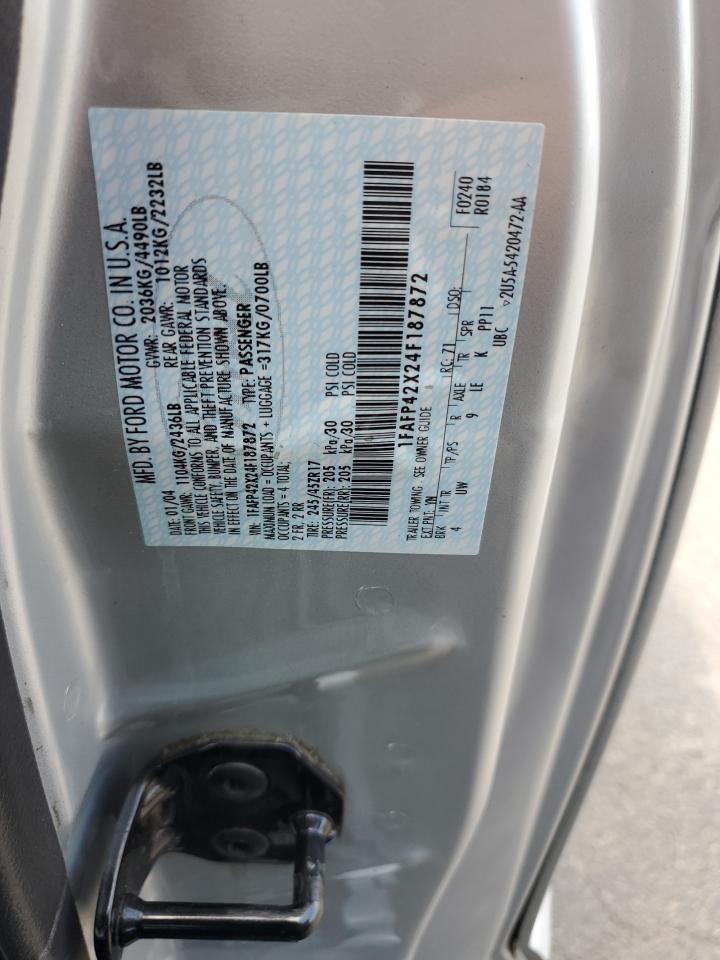 MFD. BY FORD MOTOR CO. IN U.S.A.
DATE: 01/04 GVWR: 2036KG/4490LB
FRONT GAWR: 1104KG/2436LB REAR GAWR: 1012KG/2232LB
THIS VEHICLE CONFORMS TO ALL APPLICABLE FEDERAL MOTOR
VEHICLE SAFETY, BUMPER, AND THEFT PREVENTION STANDARDS
IN EFFECT ON THE DATE OF MANUFACTURE SHOWN ABOVE.
VIN: 1FAFP42X24F187872 TYPE: PASSENGER
MAXIMUM LOAD = OCCUPANTS + LUGGAGE =317KG/0700LB
OCCUPANTS = 4 TOTAL:
2 FR, 2 RR
TIRE: 245/45ZR17
PRESSURE(FR): 205 kPa/30 PSI COLD
PRESSURE(RR): 205 kPa/30 PSI COLD
1FAFP42X24F187872
TRAILER TOWING: SEE OWNER GUIDE
F0240
R0184
EXT PNT: TN RC: 71 DSO:
BRK INT TR TP/PS R AXLE TR SPR
4 UW 9 LE K PP11
UBC
▽2U5A-5420472-AA